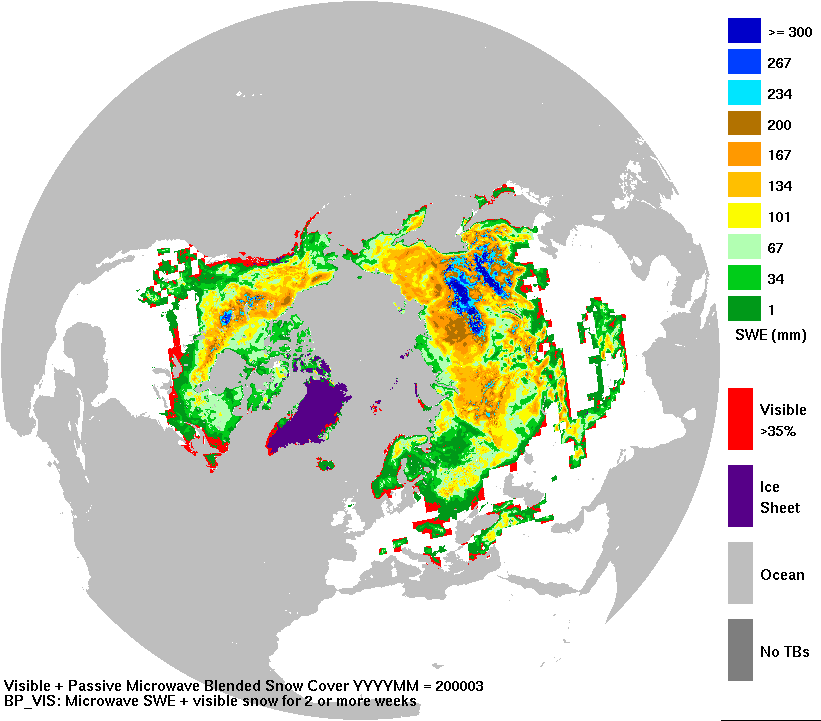 >= 300
267
234
200
167
134
101
67
34
1
SWE (mm)
Visible
>35%
Ice
Sheet
Ocean
No TBs
Visible + Passive Microwave Blended Snow Cover YYYYMM = 200003
BP_VIS: Microwave SWE + visible snow for 2 or more weeks